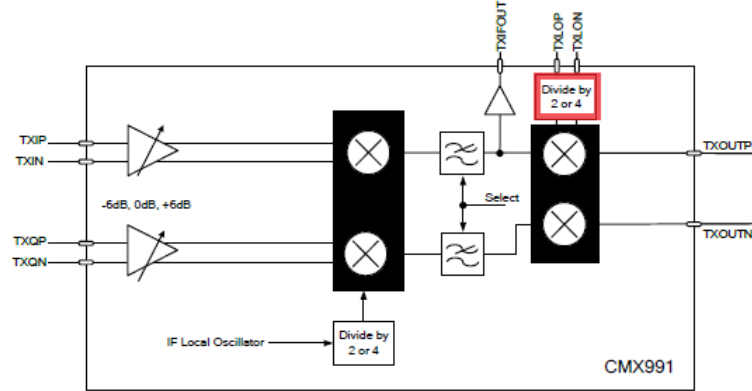 TXIFOUT
TXLOP
TXLON
Divide by
2 or 4
TXIP
TXIN
TXOUTP
-6dB, 0dB, +6dB
Select
TXQP
TXQN
TXOUTN
IF Local Oscillator
Divide by
2 or 4
CMX991